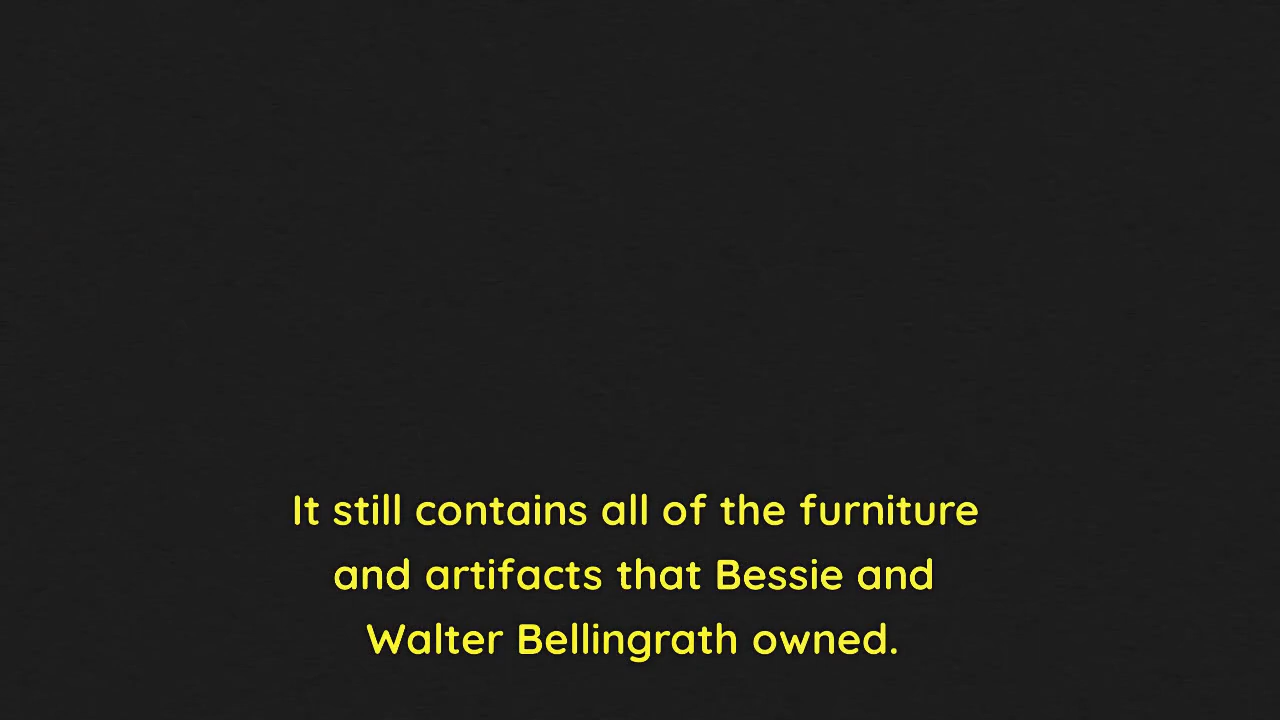 It still contains all of the furniture
and artifacts that Bessie and
Walter Bellingrath owned.